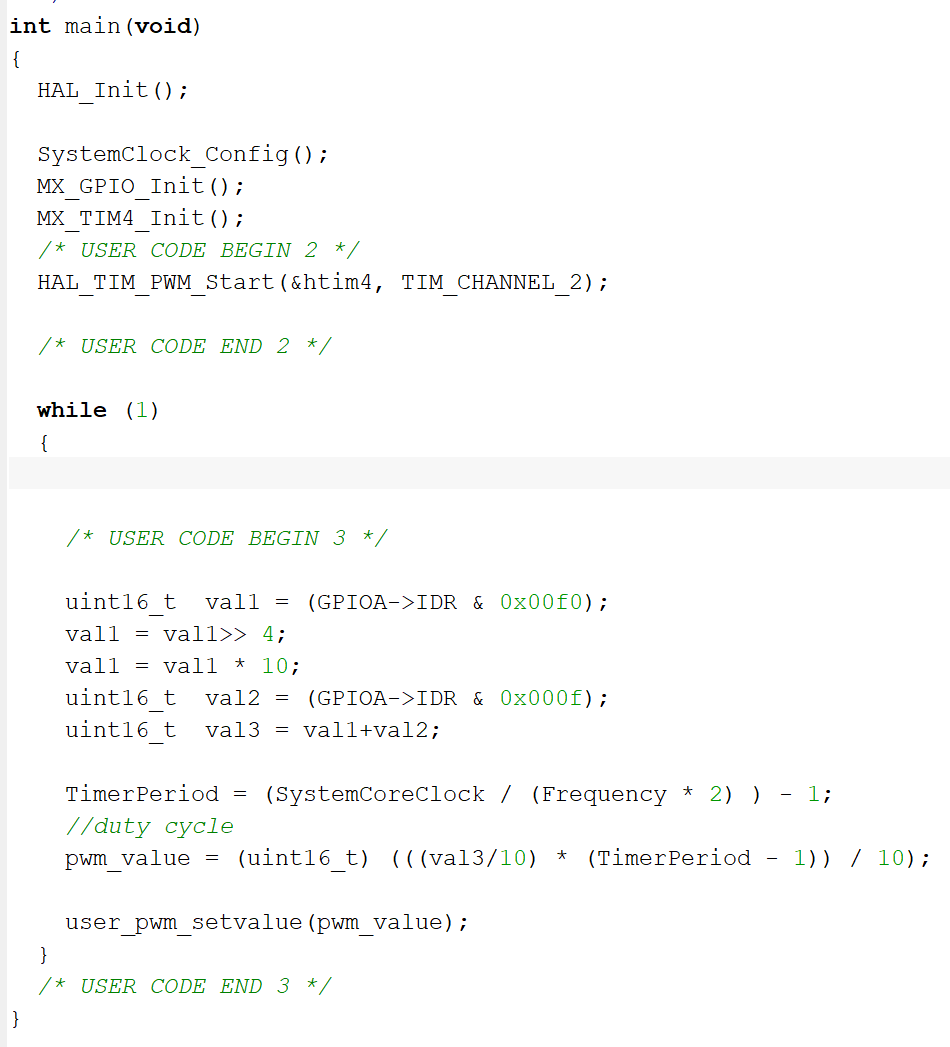 int main(void)
{
  HAL_Init();
  SystemClock_Config();
  MX_GPIO_Init();
  MX_TIM4_Init();
  /* USER CODE BEGIN 2 */
  HAL_TIM_PWM_Start(&htim4, TIM_CHANNEL_2);
  /* USER CODE END 2 */
  while (1)
  {
    /* USER CODE BEGIN 3 */
    uint16_t  val1 = (GPIOA->IDR & 0x00f0);
    val1 = val1>> 4;
    val1 = val1 * 10;
    uint16_t  val2 = (GPIOA->IDR & 0x000f);
    uint16_t  val3 = val1+val2;
    TimerPeriod = (SystemCoreClock / (Frequency * 2) ) - 1;
    //duty cycle
    pwm_value = (uint16_t) (((val3/10) * (TimerPeriod - 1)) / 10);
    user_pwm_setvalue(pwm_value);
  }
  /* USER CODE END 3 */
}